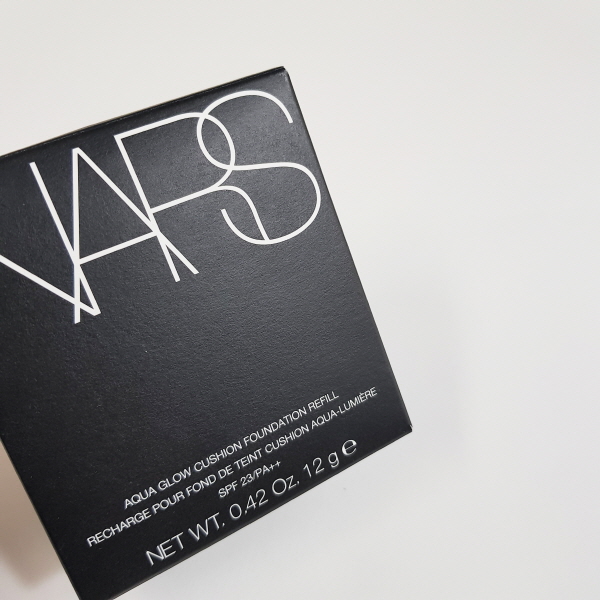 NARS
AQUA GLOW CUSHION FOUNDATION REFILL
RECHARGE POUR FOND DE TEINT CUSHION AQUA-LUMIÈRE
SPF 23/PA++
NET WT. 0.42 Oz. 12 g ℮